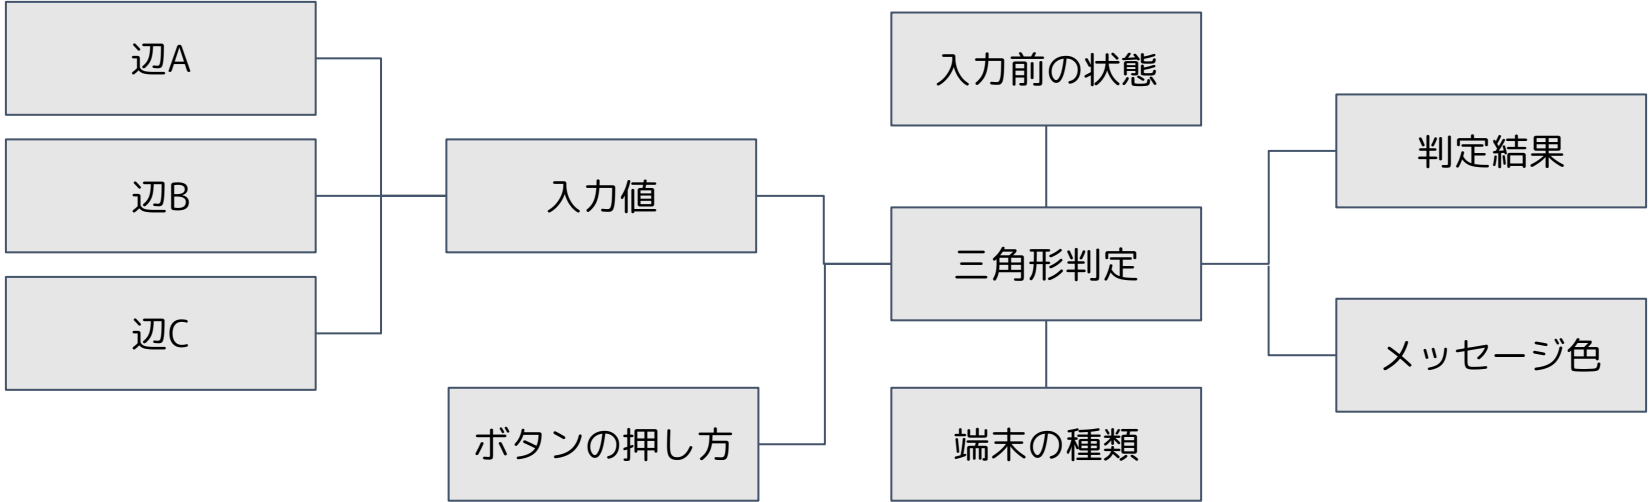 辺A
辺B
辺C
入力値
ボタンの押し方
入力前の状態
三角形判定
端末の種類
判定結果
メッセージ色